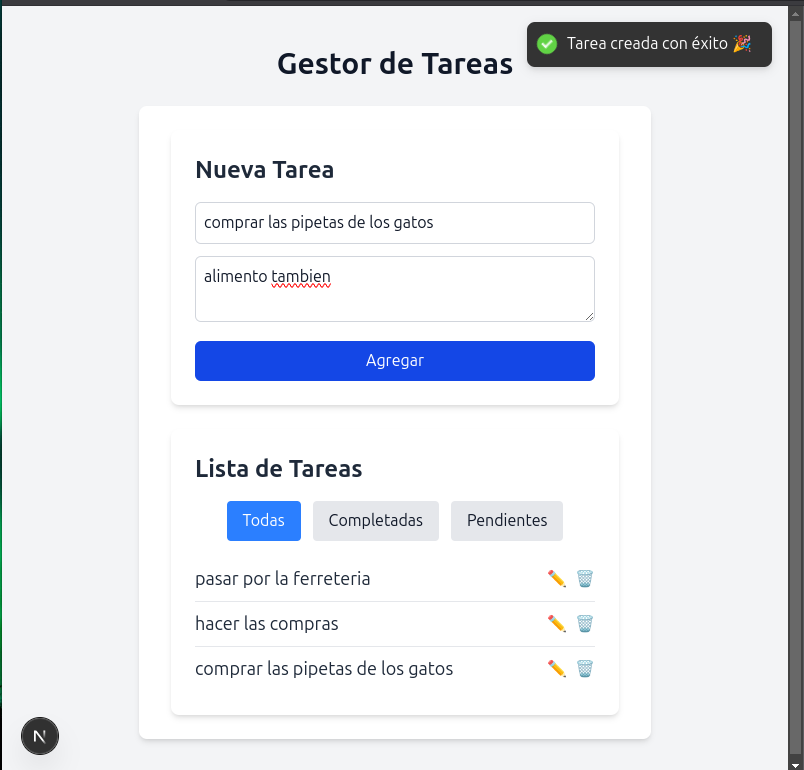 Tarea creada con éxito 🎉
Gestor de Tareas
Nueva Tarea
comprar las pipetas de los gatos
alimento tambien
Agregar
Lista de Tareas
Todas Completadas Pendientes
pasar por la ferreteria
hacer las compras
comprar las pipetas de los gatos
N